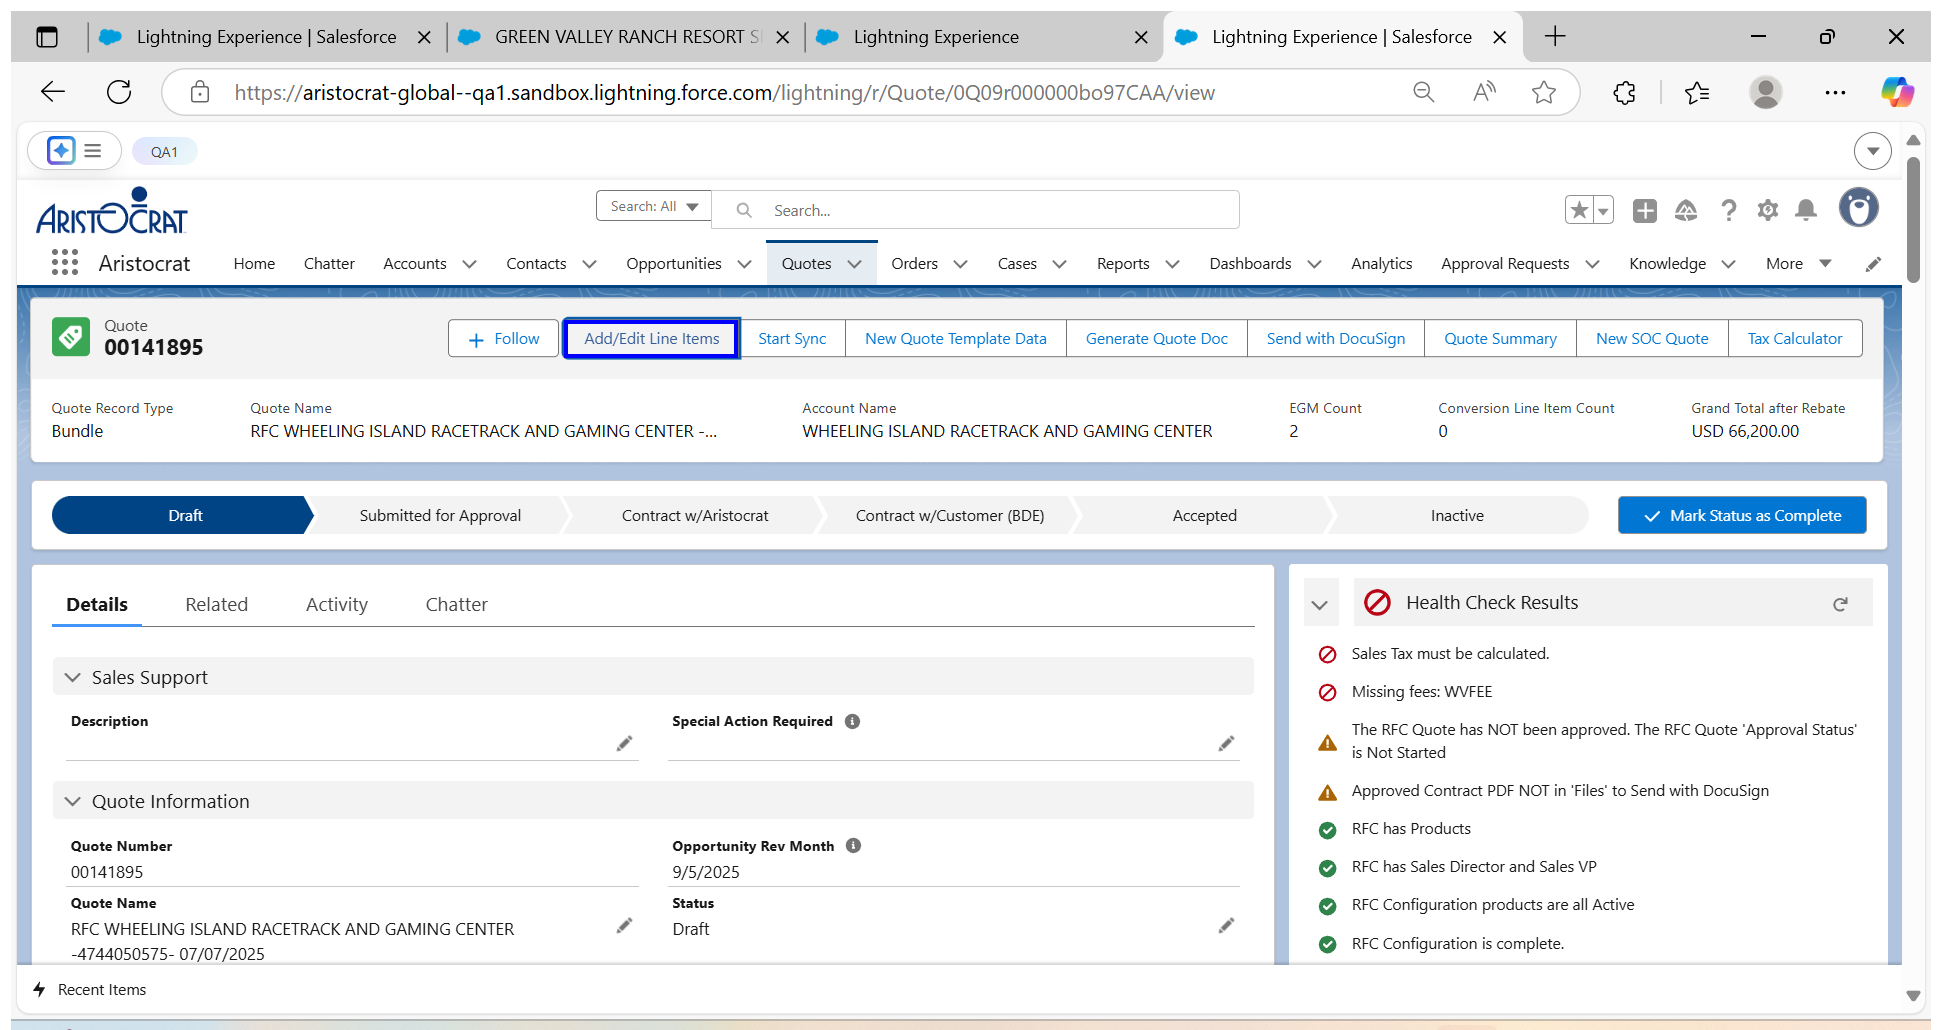 Lightning Experience | Salesforce
GREEN VALLEY RANCH RESORT
Lightning Experience
Lightning Experience | Salesforce
https://aristocrat-global--qa1.sandbox.lightning.force.com/lightning/r/Quote/0Q09r000000bo97CAA/view
QA1
ARISTOCRAT
Search: All
Search...
Aristocrat
Home
Chatter
Accounts
Contacts
Opportunities
Quotes
Orders
Cases
Reports
Dashboards
Analytics
Approval Requests
Knowledge
More
Quote
00141895
Follow
Add/Edit Line Items
Start Sync
New Quote Template Data
Generate Quote Doc
Send with DocuSign
Quote Summary
New SOC Quote
Tax Calculator
Quote Record Type
Bundle
Quote Name
RFC WHEELING ISLAND RACETRACK AND GAMING CENTER -...
Account Name
WHEELING ISLAND RACETRACK AND GAMING CENTER
EGM Count
2
Conversion Line Item Count
0
Grand Total after Rebate
USD 66,200.00
Draft
Submitted for Approval
Contract w/Aristocrat
Contract w/Customer (BDE)
Accepted
Inactive
Mark Status as Complete
Details
Related
Activity
Chatter
Sales Support
Description
Special Action Required
Quote Information
Quote Number
00141895
Opportunity Rev Month
9/5/2025
Quote Name
RFC WHEELING ISLAND RACETRACK AND GAMING CENTER
-4744050575- 07/07/2025
Status
Draft
Health Check Results
Sales Tax must be calculated.
Missing fees: WVFEE
The RFC Quote has NOT been approved. The RFC Quote 'Approval Status'
is Not Started
Approved Contract PDF NOT in 'Files' to Send with DocuSign
RFC has Products
RFC has Sales Director and Sales VP
RFC Configuration products are all Active
RFC Configuration is complete.
Recent Items